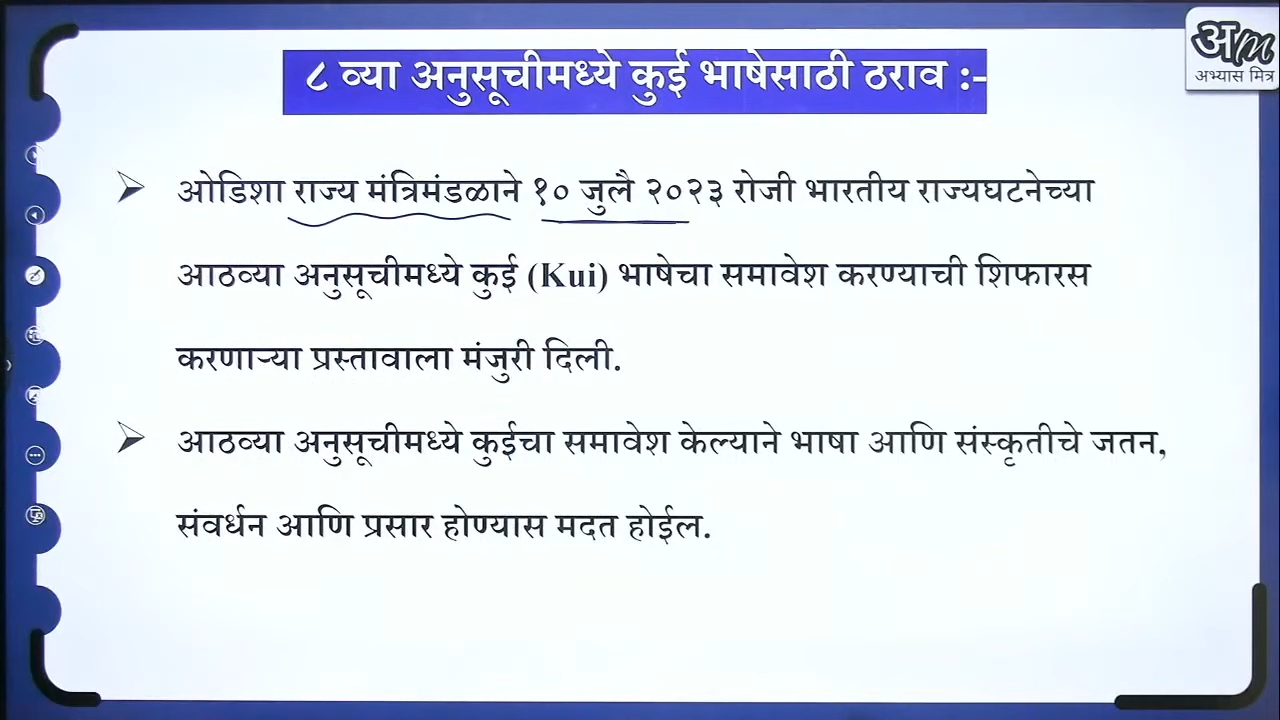 ८ व्या अनुसूचीमध्ये कुई भाषेसाठी ठराव :-
अm
अभ्यास मित्र
ओडिशा राज्य मंत्रिमंडळाने १० जुलै २०२३ रोजी भारतीय राज्यघटनेच्या
आठव्या अनुसूचीमध्ये कुई (Kui) भाषेचा समावेश करण्याची शिफारस
करणाऱ्या प्रस्तावाला मंजुरी दिली.
आठव्या अनुसूचीमध्ये कुईचा समावेश केल्याने भाषा आणि संस्कृतीचे जतन,
संवर्धन आणि प्रसार होण्यास मदत होईल.